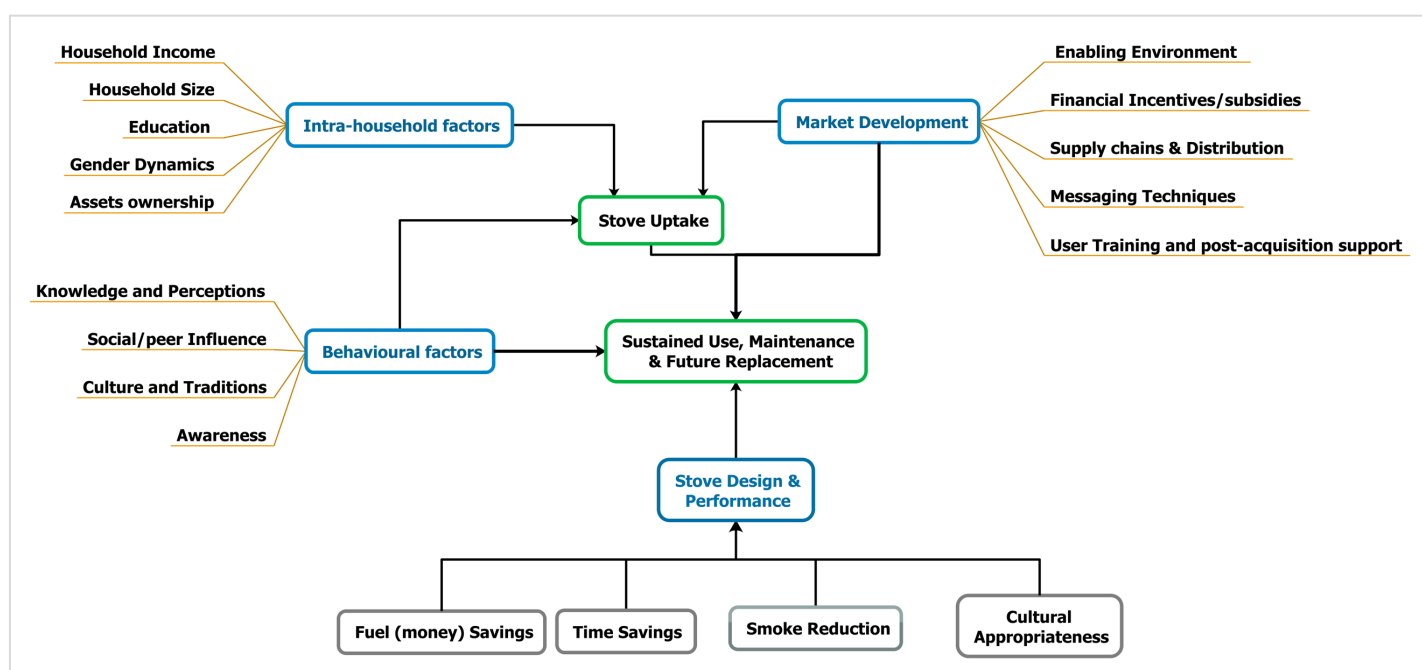 Household Income
Household Size
Education
Gender Dynamics
Assets ownership
Intra-household factors
Market Development
Enabling Environment
Financial Incentives/subsidies
Supply chains & Distribution
Messaging Techniques
User Training and post-acquisition support
Stove Uptake
Knowledge and Perceptions
Social/peer Influence
Culture and Traditions
Awareness
Behavioural factors
Sustained Use, Maintenance
& Future Replacement
Stove Design &
Performance
Fuel (money) Savings
Time Savings
Smoke Reduction
Cultural
Appropriateness